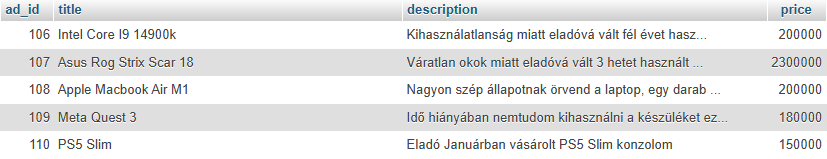 ad_id title description price
106 Intel Core I9 14900k Kihasználatlanság miatt eladóvá vált fél évet hasz... 200000
107 Asus Rog Strix Scar 18 Váratlan okok miatt eladóvá vált 3 hetet használt ... 2300000
108 Apple Macbook Air M1 Nagyon szép állapotnak örvend a laptop, egy darab ... 200000
109 Meta Quest 3 Idő hiányában nemtudom kihasználni a készüléket ez... 180000
110 PS5 Slim Eladó Januárban vásárolt PS5 Slim konzolom 150000